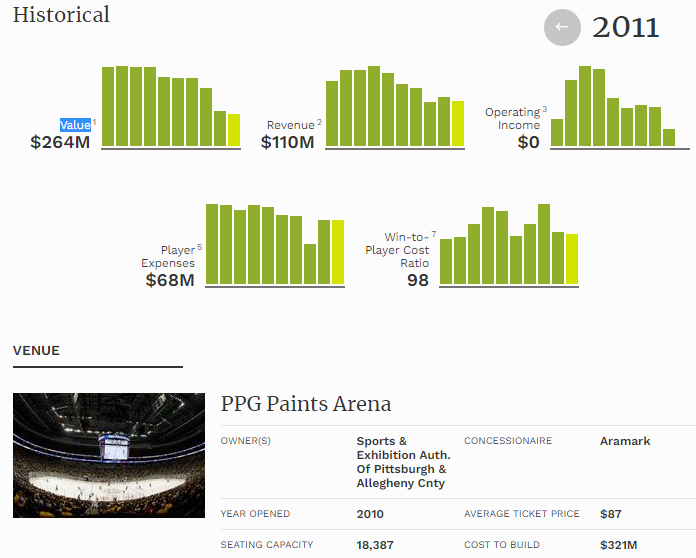 Historical
← 2011
Value 1
$264M
Revenue 2
$110M
Operating 3
Income
$0
Player 5
Expenses
$68M
Win-to- 7
Player Cost
Ratio
98
VENUE
PPG Paints Arena
OWNER(S)
Sports &
Exhibition Auth.
Of Pittsburgh &
Allegheny Cnty
CONCESSIONAIRE
Aramark
YEAR OPENED
2010
AVERAGE TICKET PRICE
$87
SEATING CAPACITY
18,387
COST TO BUILD
$321M